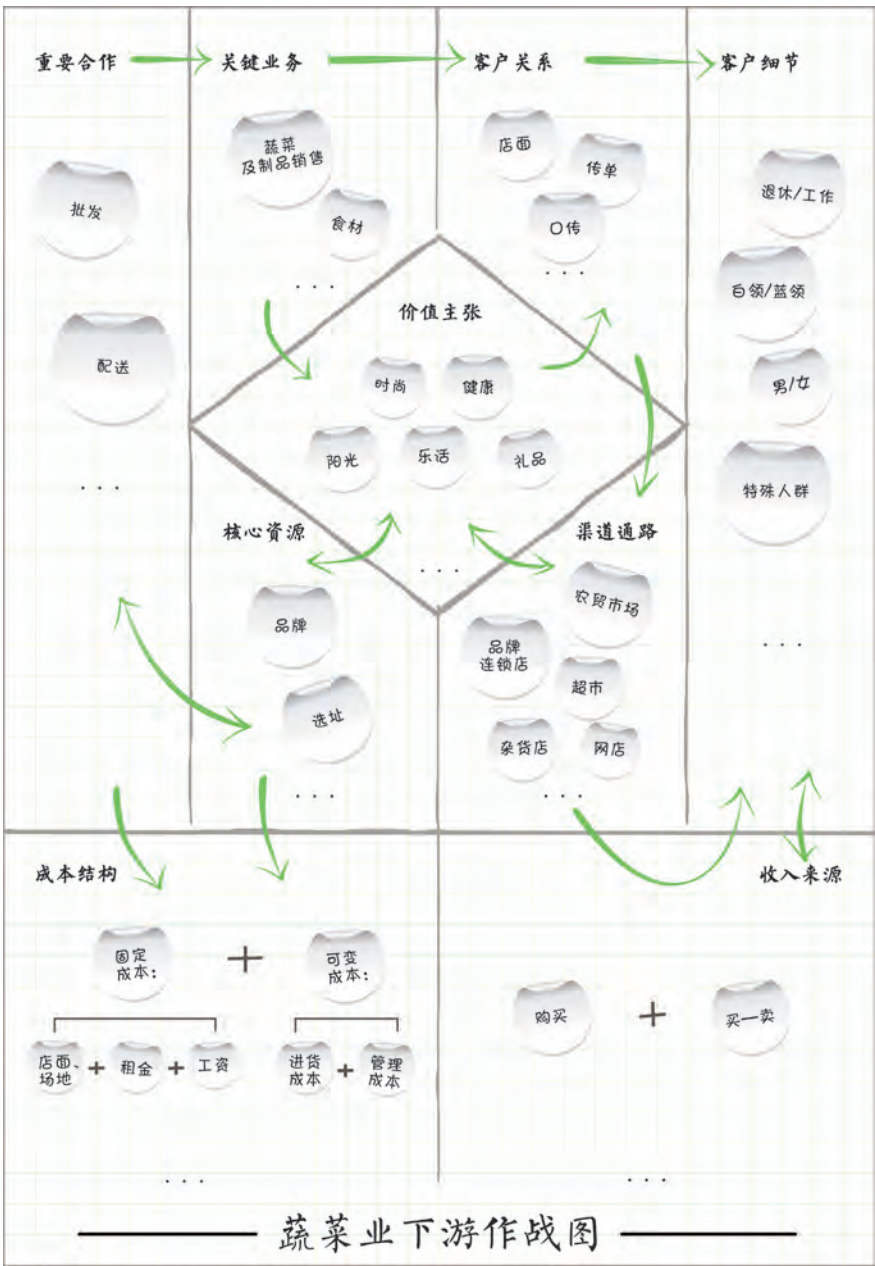 重要合作
关键业务
客户关系
客户细节
批发
配送
. . .
蔬菜
及制品销售
食材
. . .
店面
传单
口传
. . .
退休/工作
白领/蓝领
男/女
特殊人群
. . .
价值主张
时尚
健康
阳光
乐活
礼品
. . .
核心资源
品牌
选址
. . .
渠道通路
农贸市场
品牌
连锁店
超市
杂货店
网店
. . .
成本结构
固定
成本:
+
可变
成本:
店面、
场地
+
租金
+
工资
进货
成本
+
管理
成本
. . .
收入来源
购买
+
买一卖
. . .
蔬菜业下游作战图